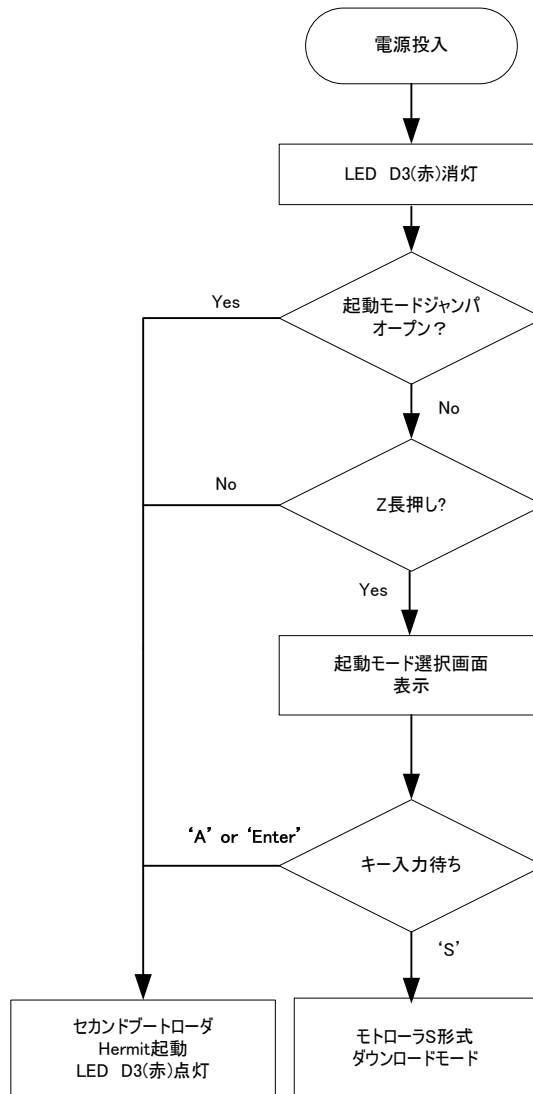 電源投入
LED D3(赤)消灯
Yes
起動モードジャンパ
オープン？
No
No
Z長押し?
Yes
起動モード選択画面
表示
‘A’ or ‘Enter’
キー入力待ち
‘S’
セカンドブートローダ
Hermit起動
LED D3(赤)点灯
モトローラS形式
ダウンロードモード